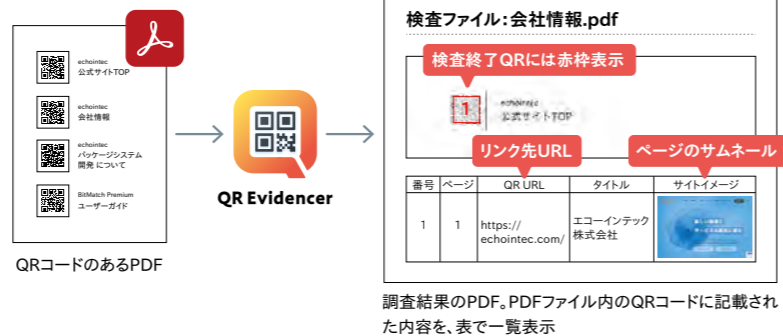 echointec
公式サイトTOP
echointec
会社情報
echointec
パッケージシステム
開発 について
BitMatch Premium
ユーザーガイド
QRコードのあるPDF
QR Evidencer
検査ファイル:会社情報.pdf
検査終了QRには赤枠表示
1
公式サイトTOP
リンク先URL
ページのサムネール
番号 ページ QR URL タイトル サイトイメージ
1 1 https://
echointec.com/ エコーインテック
株式会社
調査結果のPDF。PDFファイル内のQRコードに記載され
た内容を、表で一覧表示